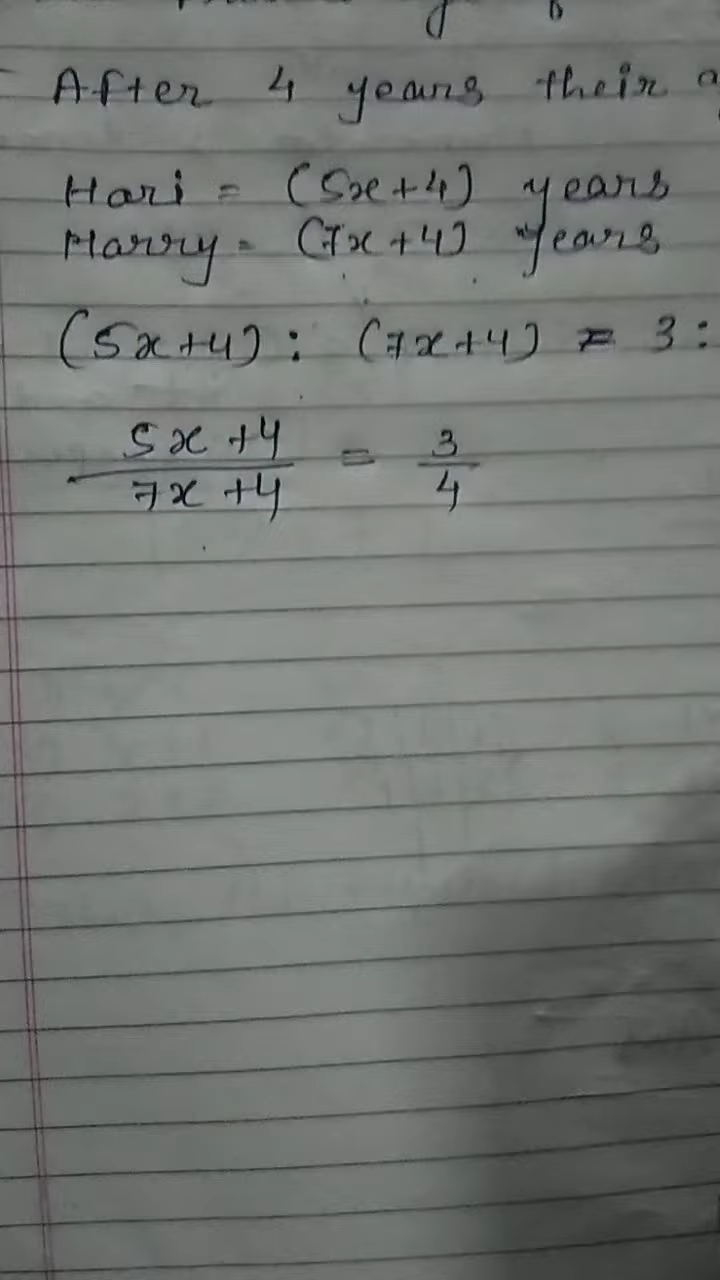 After 4 years their
Hari = (5x+4) years
Harry = (7x+4) years
(5x+4) : (7x+4) = 3 :
5x+4 / 7x+4 = 3 / 4